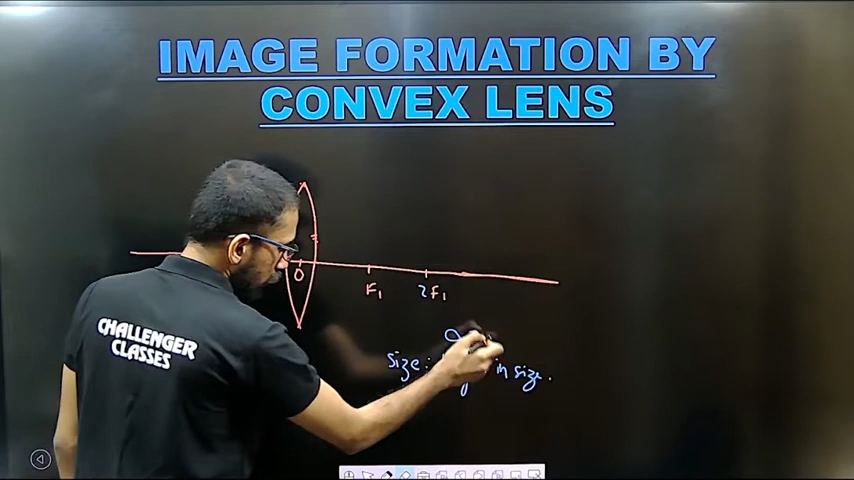 IMAGE FORMATION BY
CONVEX LENS
O
F₁
2F₁
size:
in size.
CHALLENGER
CLASSES